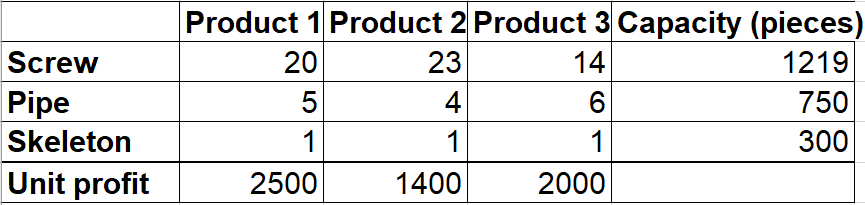 Product 1 Product 2 Product 3 Capacity (pieces)
Screw 20 23 14 1219
Pipe 5 4 6 750
Skeleton 1 1 1 300
Unit profit 2500 1400 2000